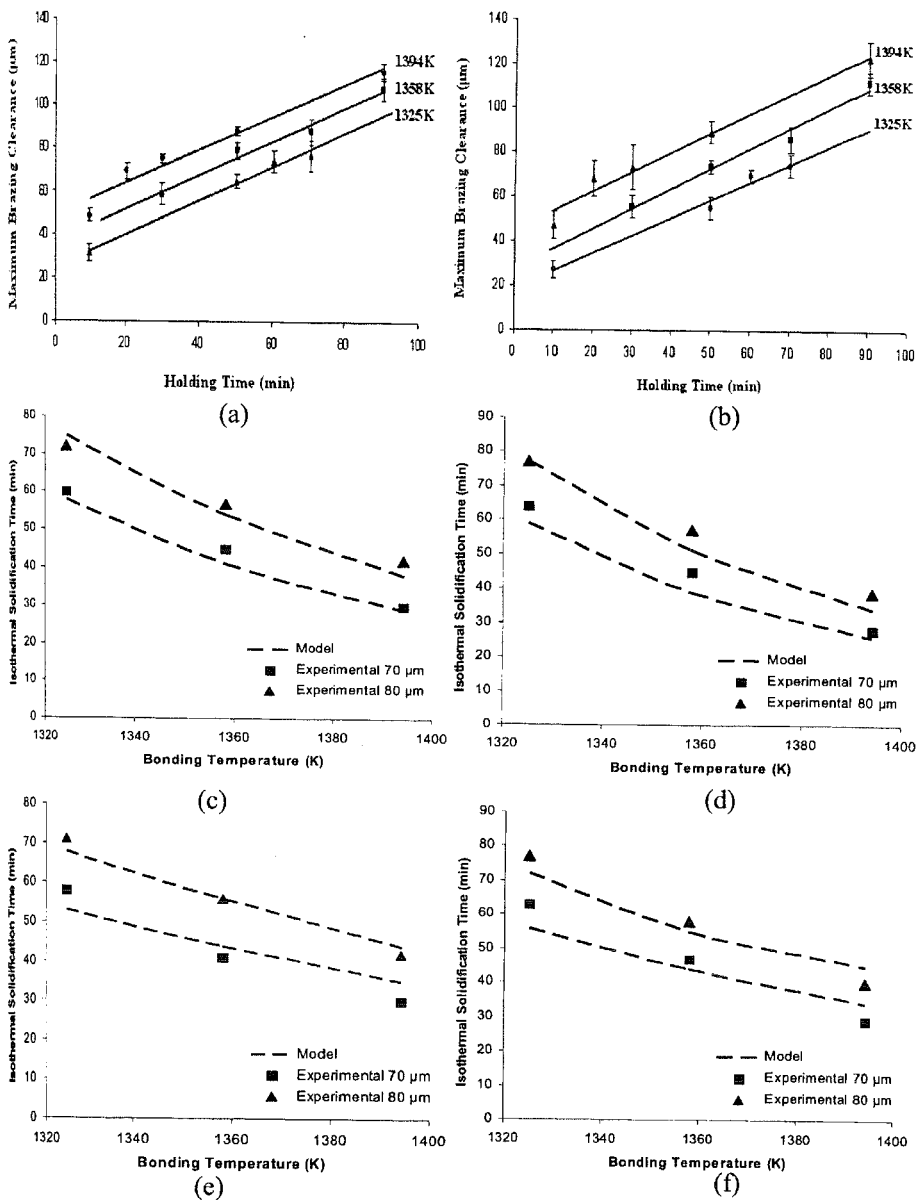 Maximum Brazing Clearance (µm)
140
120
100
80
60
40
20
0
1394K
1358K
1325K
0 20 40 60 80 100
Holding Time (min)
(a)
Maximum Brazing Clearance (µm)
140
120
100
80
60
40
20
0
1394K
1358K
1325K
0 10 20 30 40 50 60 70 80 90 100
Holding Time (min)
(b)
Isothermal Solidification Time (min)
80
70
60
50
40
30
20
10
0
Model
Experimental 70 µm
Experimental 80 µm
1320 1340 1360 1380 1400
Bonding Temperature (K)
(c)
Isothermal Solidification Time (min)
90
80
70
60
50
40
30
20
10
0
Model
Experimental 70 µm
Experimental 80 µm
1320 1340 1360 1380 1400
Bonding Temperature (K)
(d)
Isothermal Solidification Time (min)
80
70
60
50
40
30
20
10
0
Model
Experimental 70 µm
Experimental 80 µm
1320 1340 1360 1380 1400
Bonding Temperature (K)
(e)
Isothermal Solidification Time (min)
90
80
70
60
50
40
30
20
10
0
Model
Experimental 70 µm
Experimental 80 µm
1320 1340 1360 1380 1400
Bonding Temperature (K)
(f)